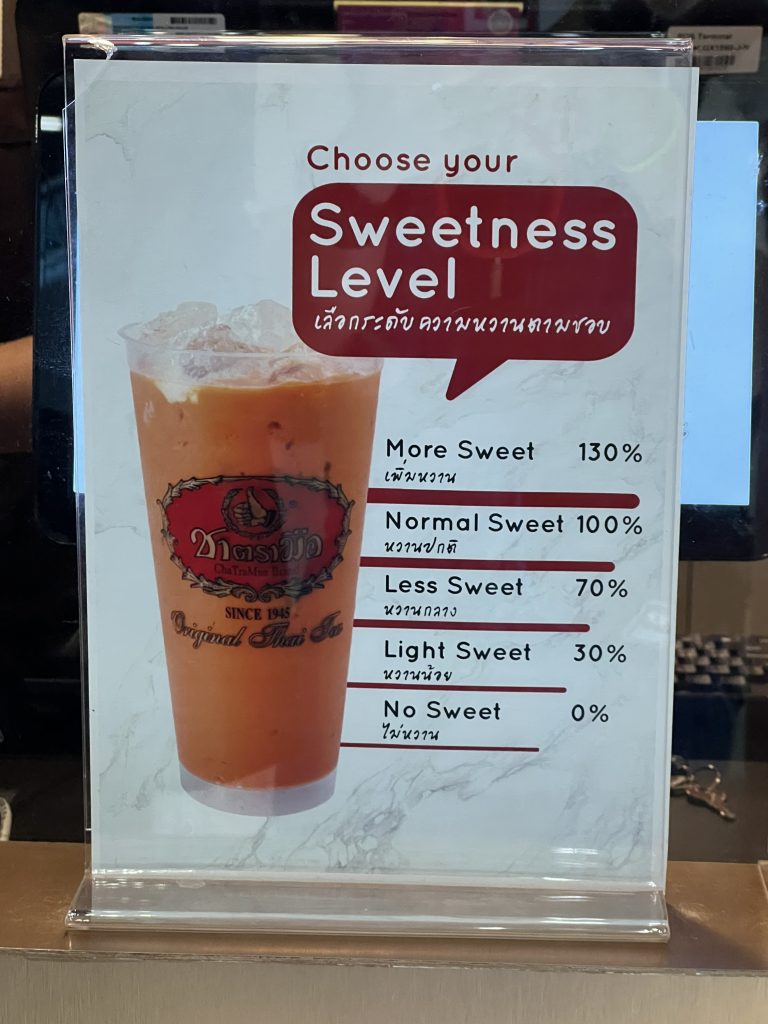 Choose your
Sweetness
Level
เลือกระดับความหวานตามชอบ
More Sweet 130%
เพิ่มหวาน
Normal Sweet 100%
หวานปกติ
Less Sweet 70%
หวานกลาง
Light Sweet 30%
หวานน้อย
No Sweet 0%
ไม่หวาน
ชาตรามือ
ChaTraMue Brand
SINCE 1945
Original Thai Tea